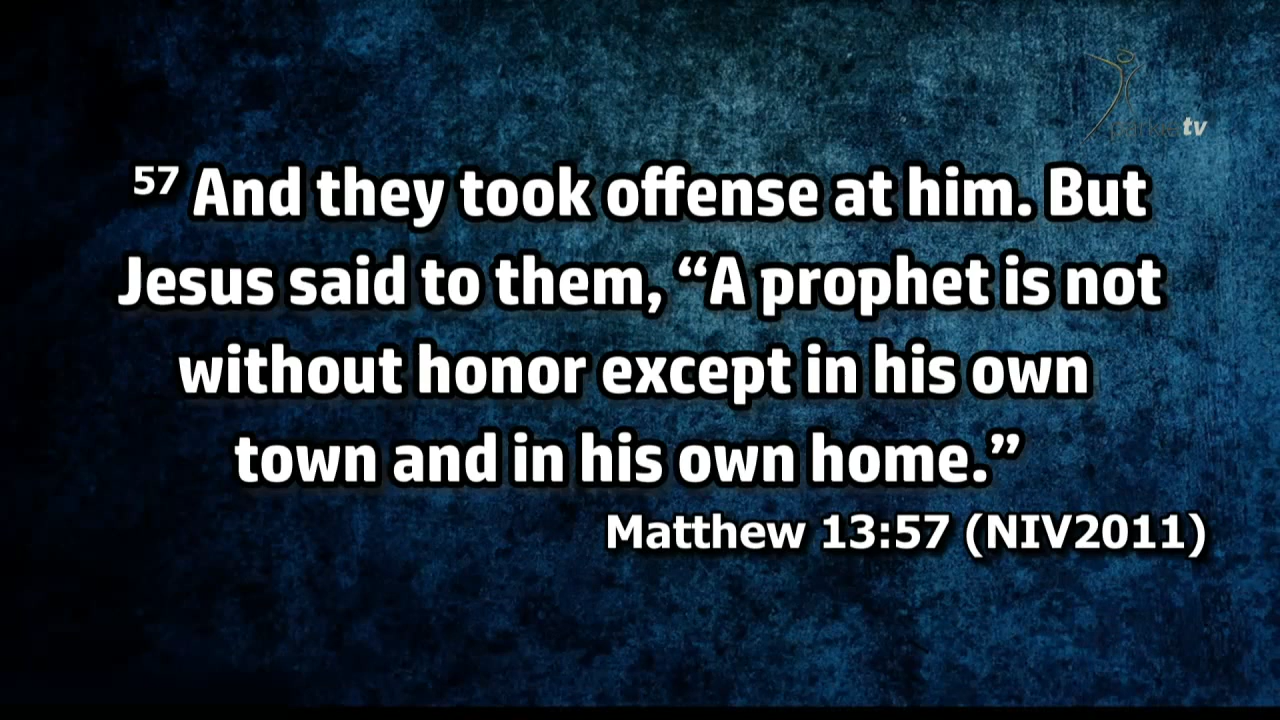 tv
⁵⁷ And they took offense at him. But
Jesus said to them, “A prophet is not
without honor except in his own
town and in his own home.”
Matthew 13:57 (NIV2011)